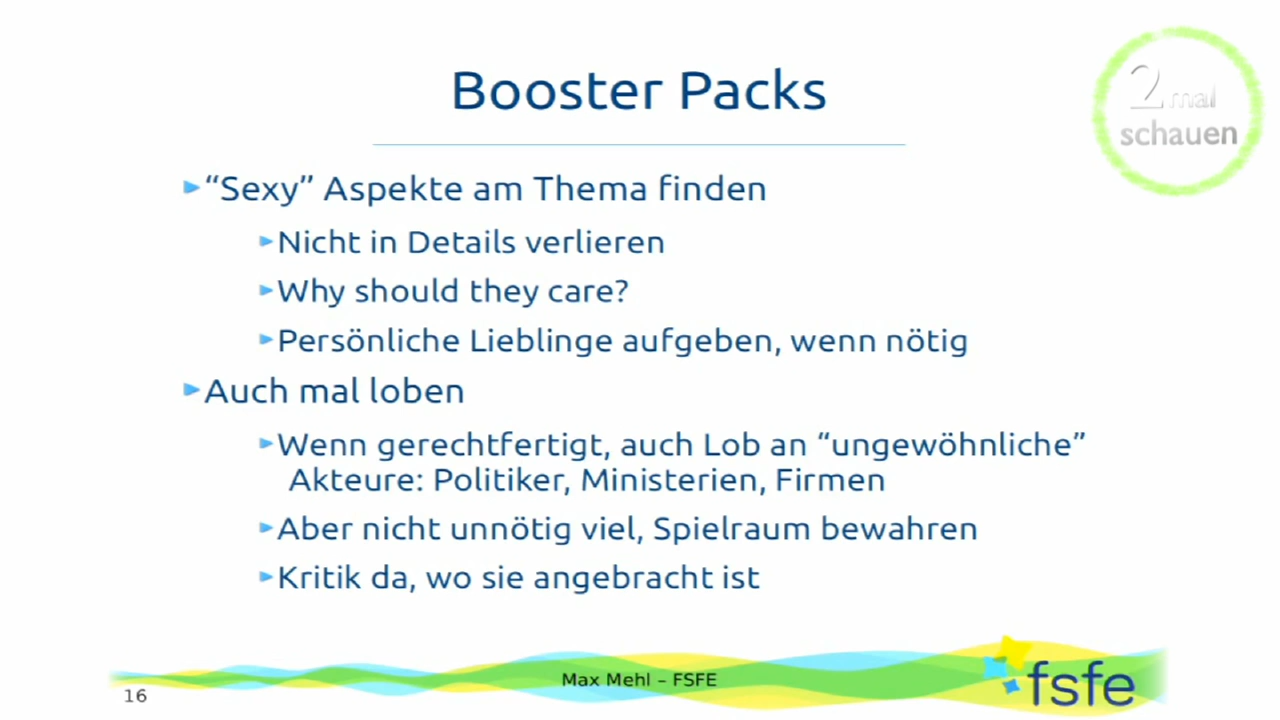 Booster Packs
2 mal
schauen
“Sexy” Aspekte am Thema finden
Nicht in Details verlieren
Why should they care?
Persönliche Lieblinge aufgeben, wenn nötig
Auch mal loben
Wenn gerechtfertigt, auch Lob an “ungewöhnliche”
Akteure: Politiker, Ministerien, Firmen
Aber nicht unnötig viel, Spielraum bewahren
Kritik da, wo sie angebracht ist
Max Mehl – FSFE
fsfe
16